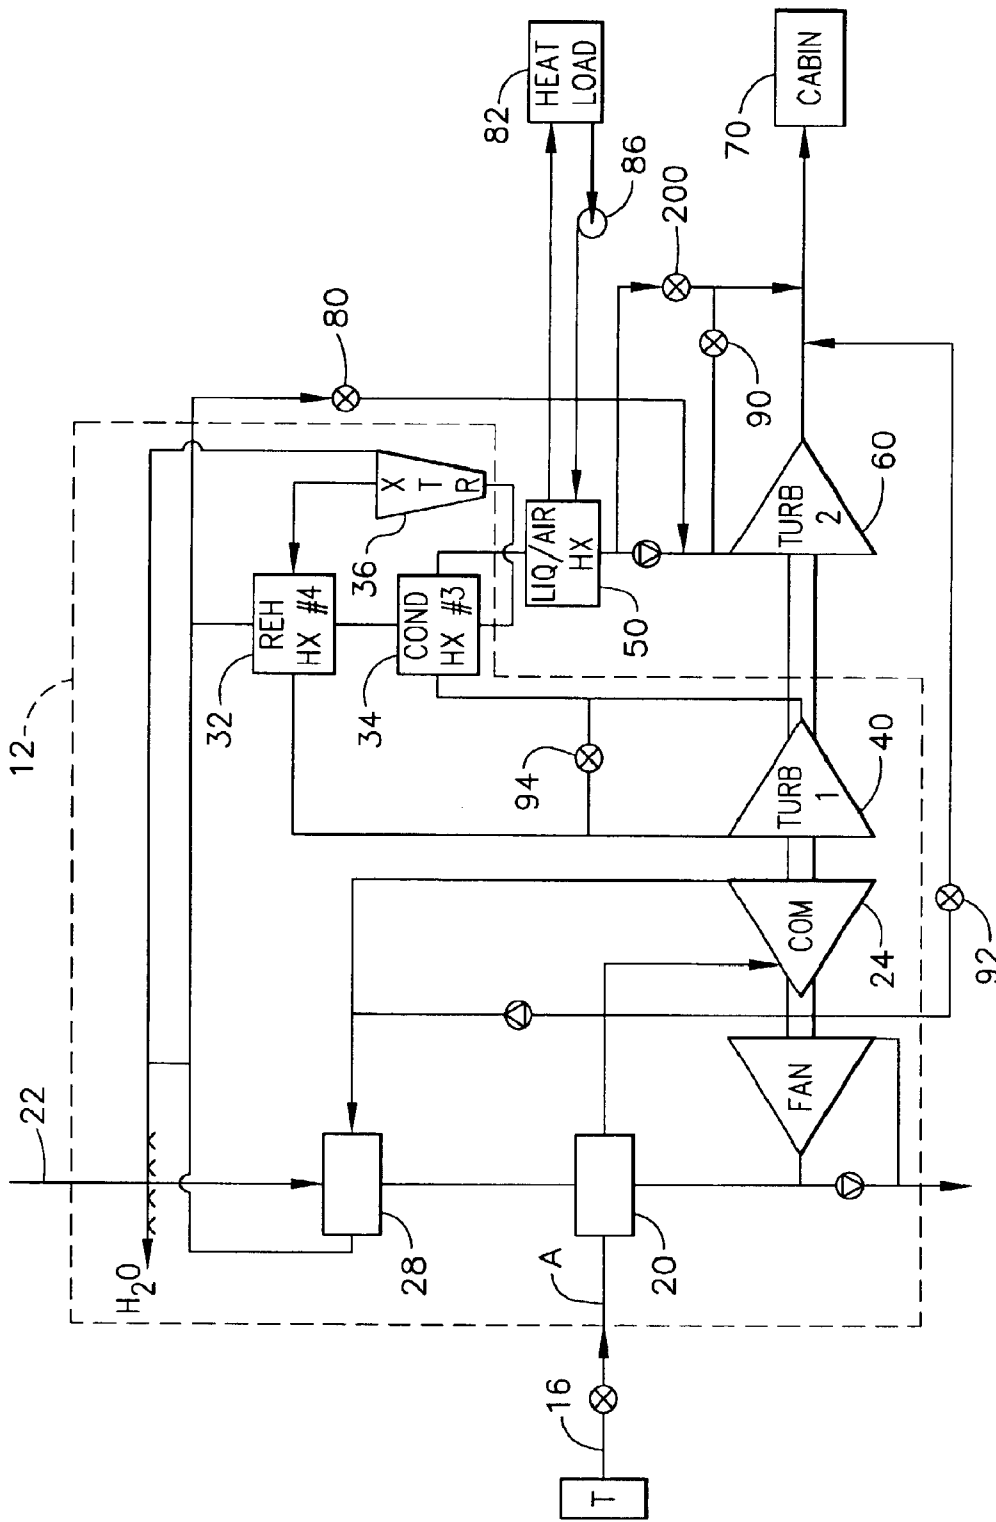 12
22
H2O
32
REH
HX #4
80
36
34
X
T
R
COND
HX #3
28
82
94
LIQ/AIR
HX
HEAT
LOAD
A
16
T
50
86
20
200
70
90
FAN
COM
TURB
1
TURB
2
CABIN
24
40
60
92